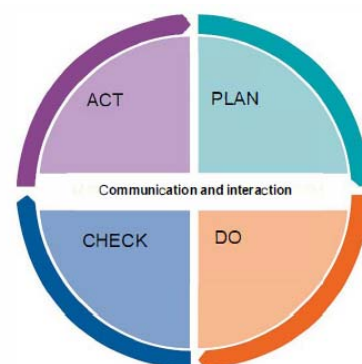 ACT
PLAN
Communication and interaction
CHECK
DO